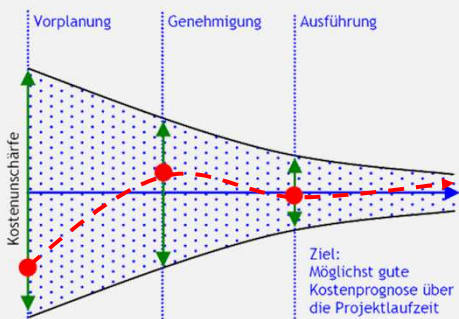 Vorplanung
Genehmigung
Ausführung
Kostenunschärfe
Ziel:
Möglichst gute
Kostenprognose über
die Projektlaufzeit